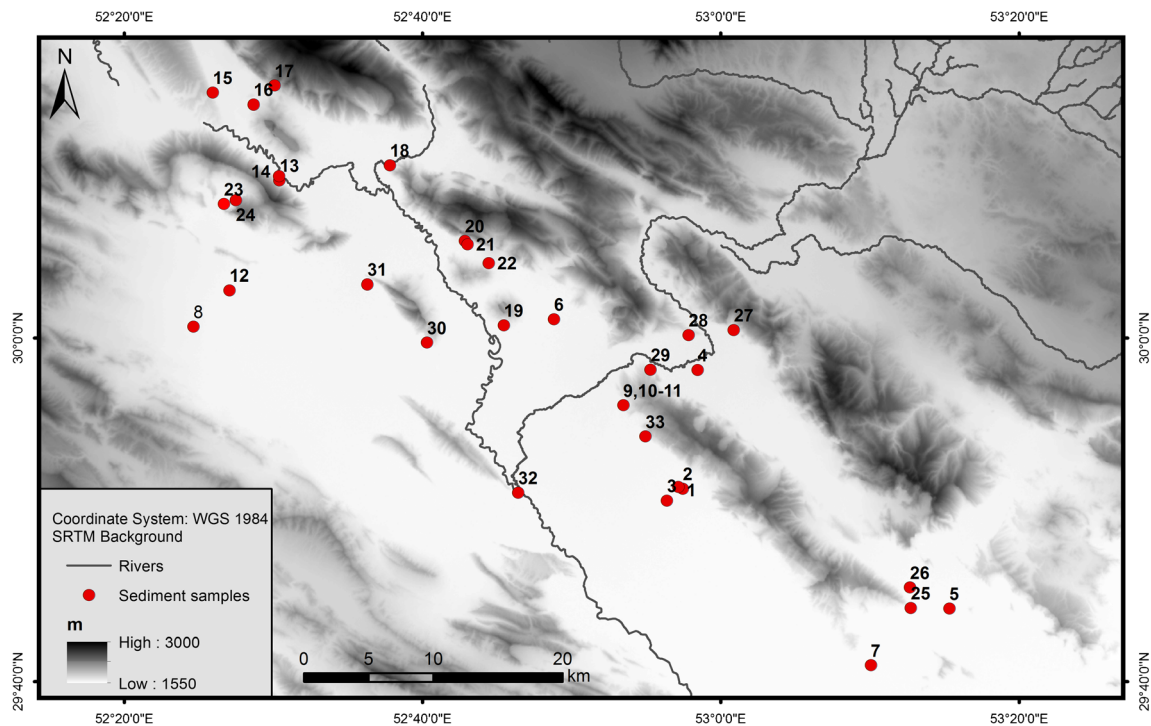 52°20'0"E 52°40'0"E 53°0'0"E 53°20'0"E
N
15
16
17
18
13
14
23
24
20
21
22
12
31
8
19
6
30
28
27
30°0'0"N
30°0'0"N
29
4
9,10-11
33
2
3
1
32
26
25
5
7
Coordinate System: WGS 1984
SRTM Background
Rivers
Sediment samples
m
High : 3000
Low : 1550
0 5 10 20
km
29°40'0"N
29°40'0"N
52°20'0"E 52°40'0"E 53°0'0"E 53°20'0"E